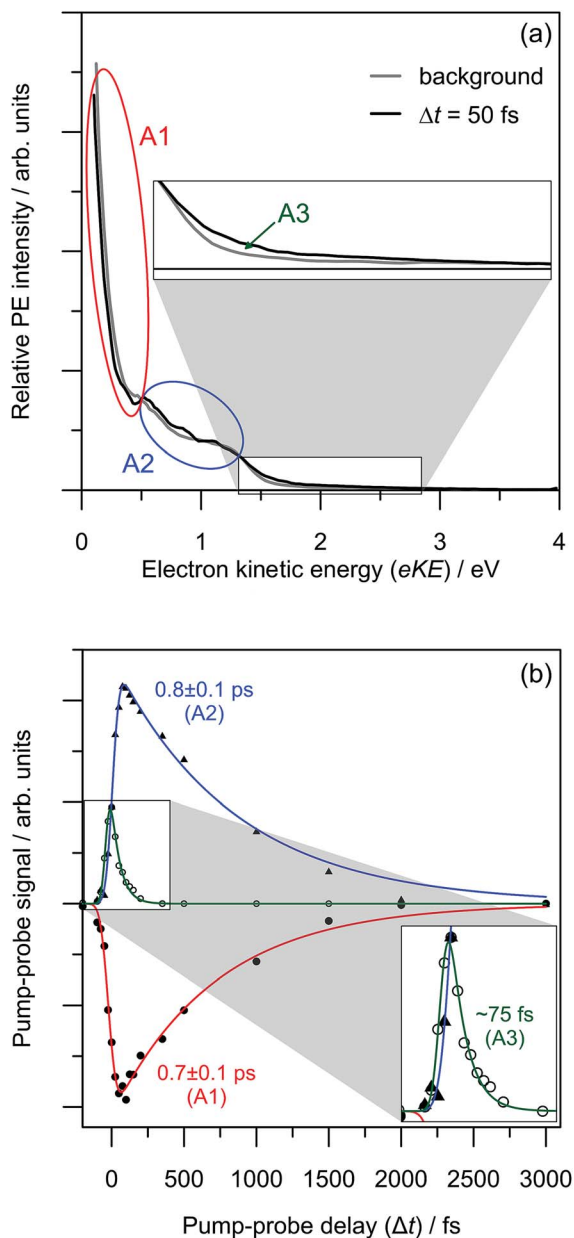 (a)
background
Δt = 50 fs
A1
A3
A2
Relative PE intensity / arb. units
0 1 2 3 4
Electron kinetic energy (eKE) / eV
(b)
0.8±0.1 ps
(A2)
Pump-probe signal / arb. units
~75 fs
(A3)
0.7±0.1 ps
(A1)
0 500 1000 1500 2000 2500 3000
Pump-probe delay (Δt) / fs